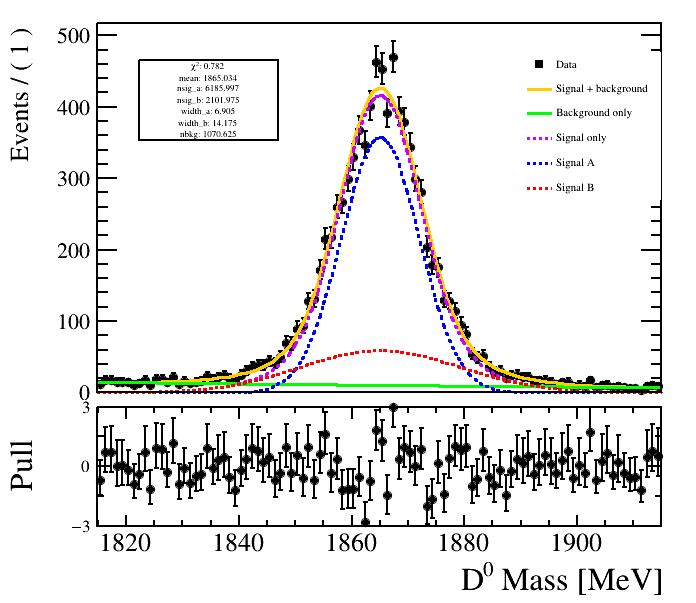 Events / ( 1 )
500
400
300
200
100
0
χ²: 0.782
mean: 1865.034
nsig_a: 6185.997
nsig_b: 2101.975
width_a: 6.905
width_b: 14.175
nbkg: 1070.625
Data
Signal + background
Background only
Signal only
Signal A
Signal B
Pull
3
0
−3
1820 1840 1860 1880 1900
D⁰ Mass [MeV]